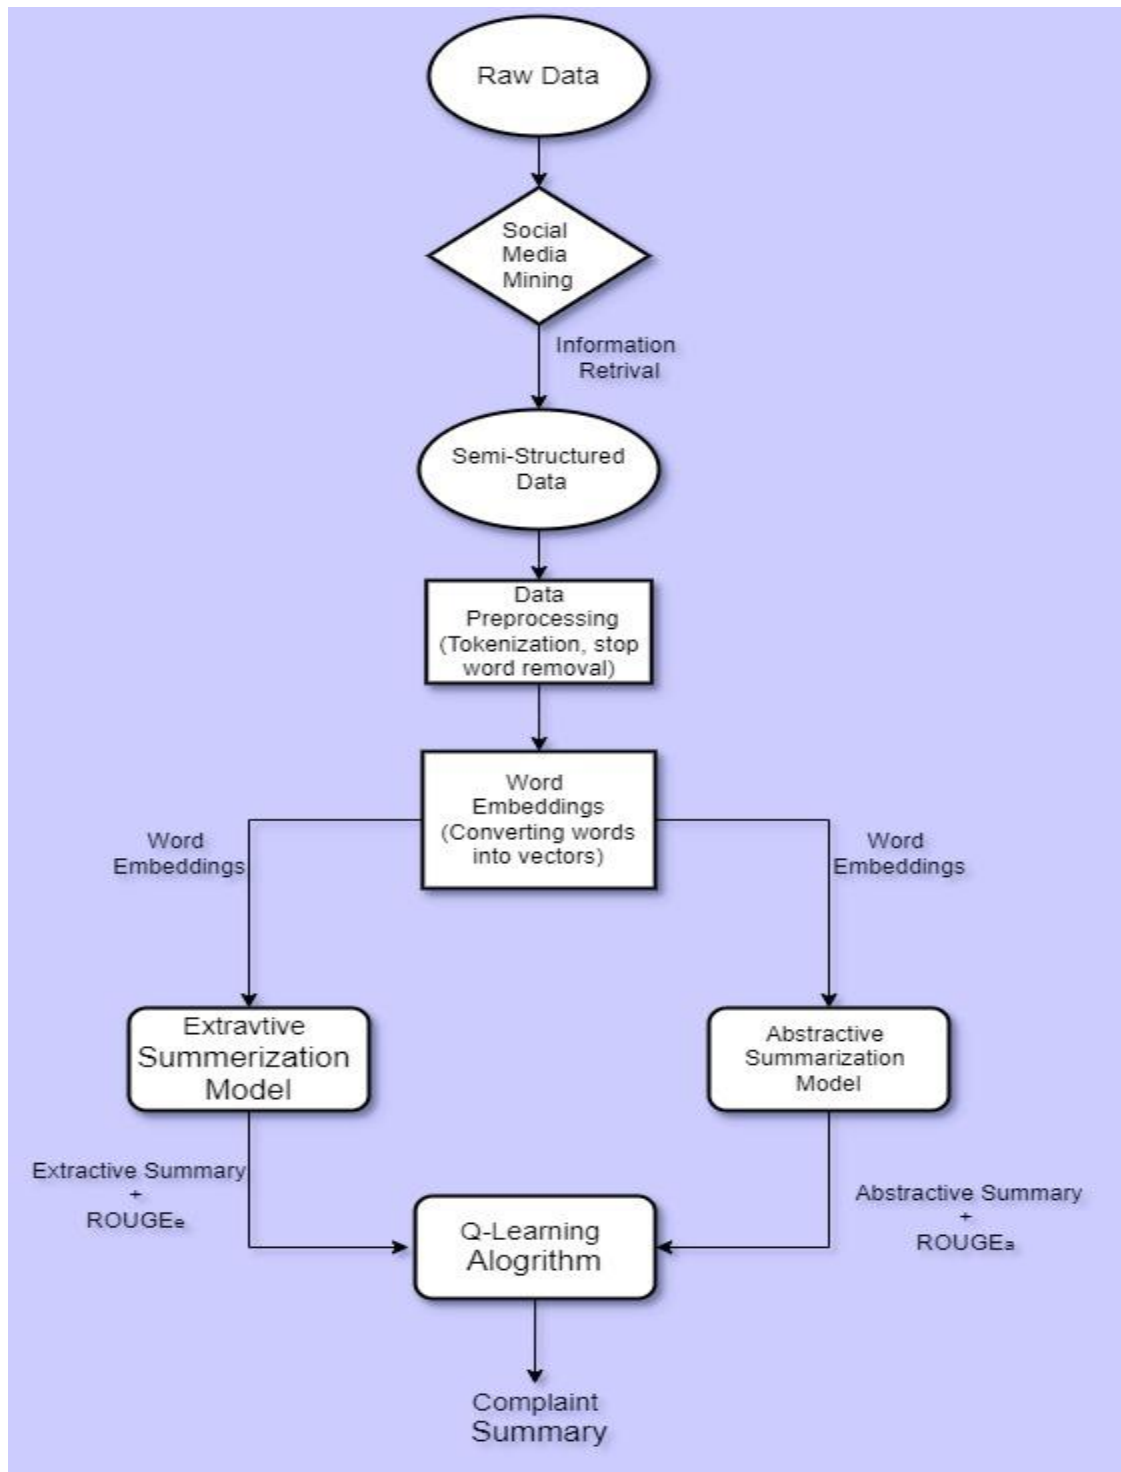 Raw Data
Social
Media
Mining
Information
Retrival
Semi-Structured
Data
Data
Preprocessing
(Tokenization, stop
word removal)
Word
Embeddings
(Converting words
into vectors)
Word
Embeddings
Word
Embeddings
Extravtive
Summerization
Model
Abstractive
Summarization
Model
Extractive Summary
+
ROUGEe
Abstractive Summary
+
ROUGEa
Q-Learning
Alogrithm
Complaint
Summary